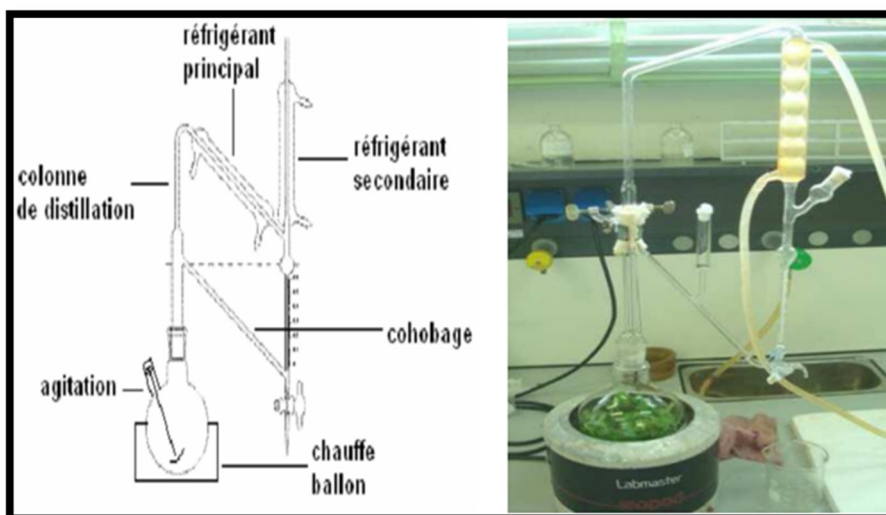 réfrigérant
principal
colonne
de distillation
réfrigérant
secondaire
cohobage
agitation
chauffe
ballon
Labmaster